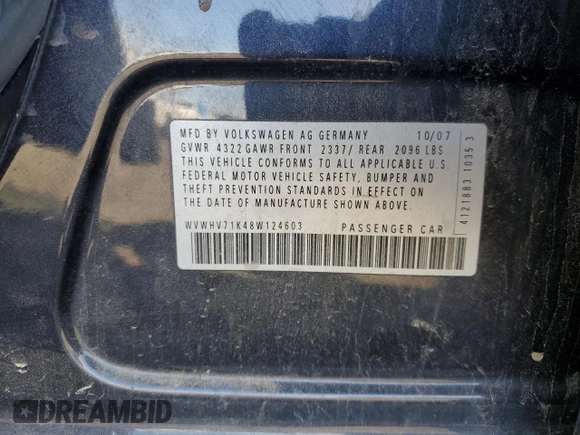 MFD BY VOLKSWAGEN AG GERMANY 10/07
GVWR 4322 GAWR FRONT 2337/ REAR 2096 LBS
THIS VEHICLE CONFORMS TO ALL APPLICABLE U.S.
FEDERAL MOTOR VEHICLE SAFETY, BUMPER AND
THEFT PREVENTION STANDARDS IN EFFECT ON
THE DATE OF MANUFACTURE SHOWN ABOVE.
WVWHV71K48W124603 PASSENGER CAR
4121883 1035 3
DREAMBID